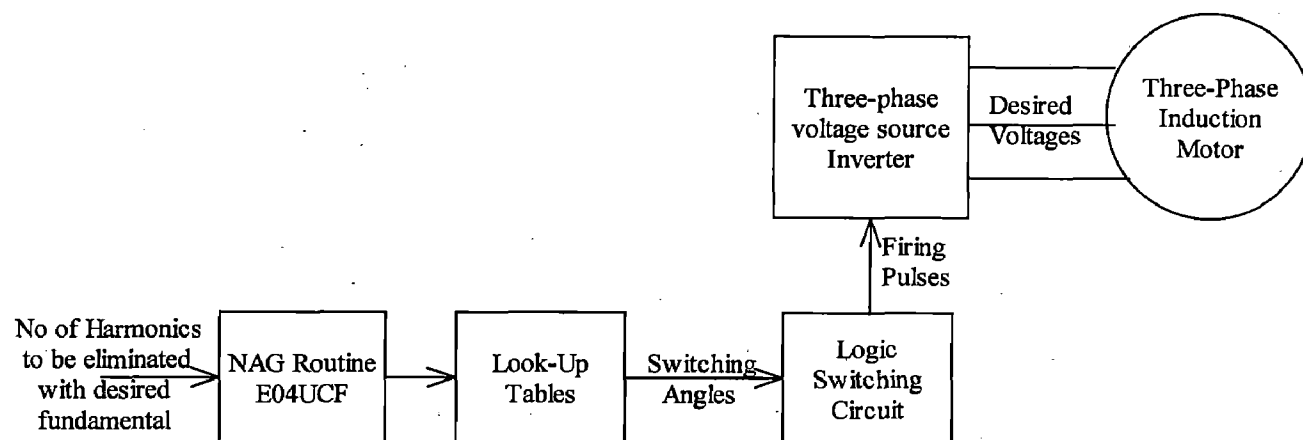 Three-phase
voltage source
Inverter
Desired
Voltages
Three-Phase
Induction
Motor
Firing
Pulses
No of Harmonics
to be eliminated
with desired
fundamental
NAG Routine
E04UCF
Look-Up
Tables
Switching
Angles
Logic
Switching
Circuit